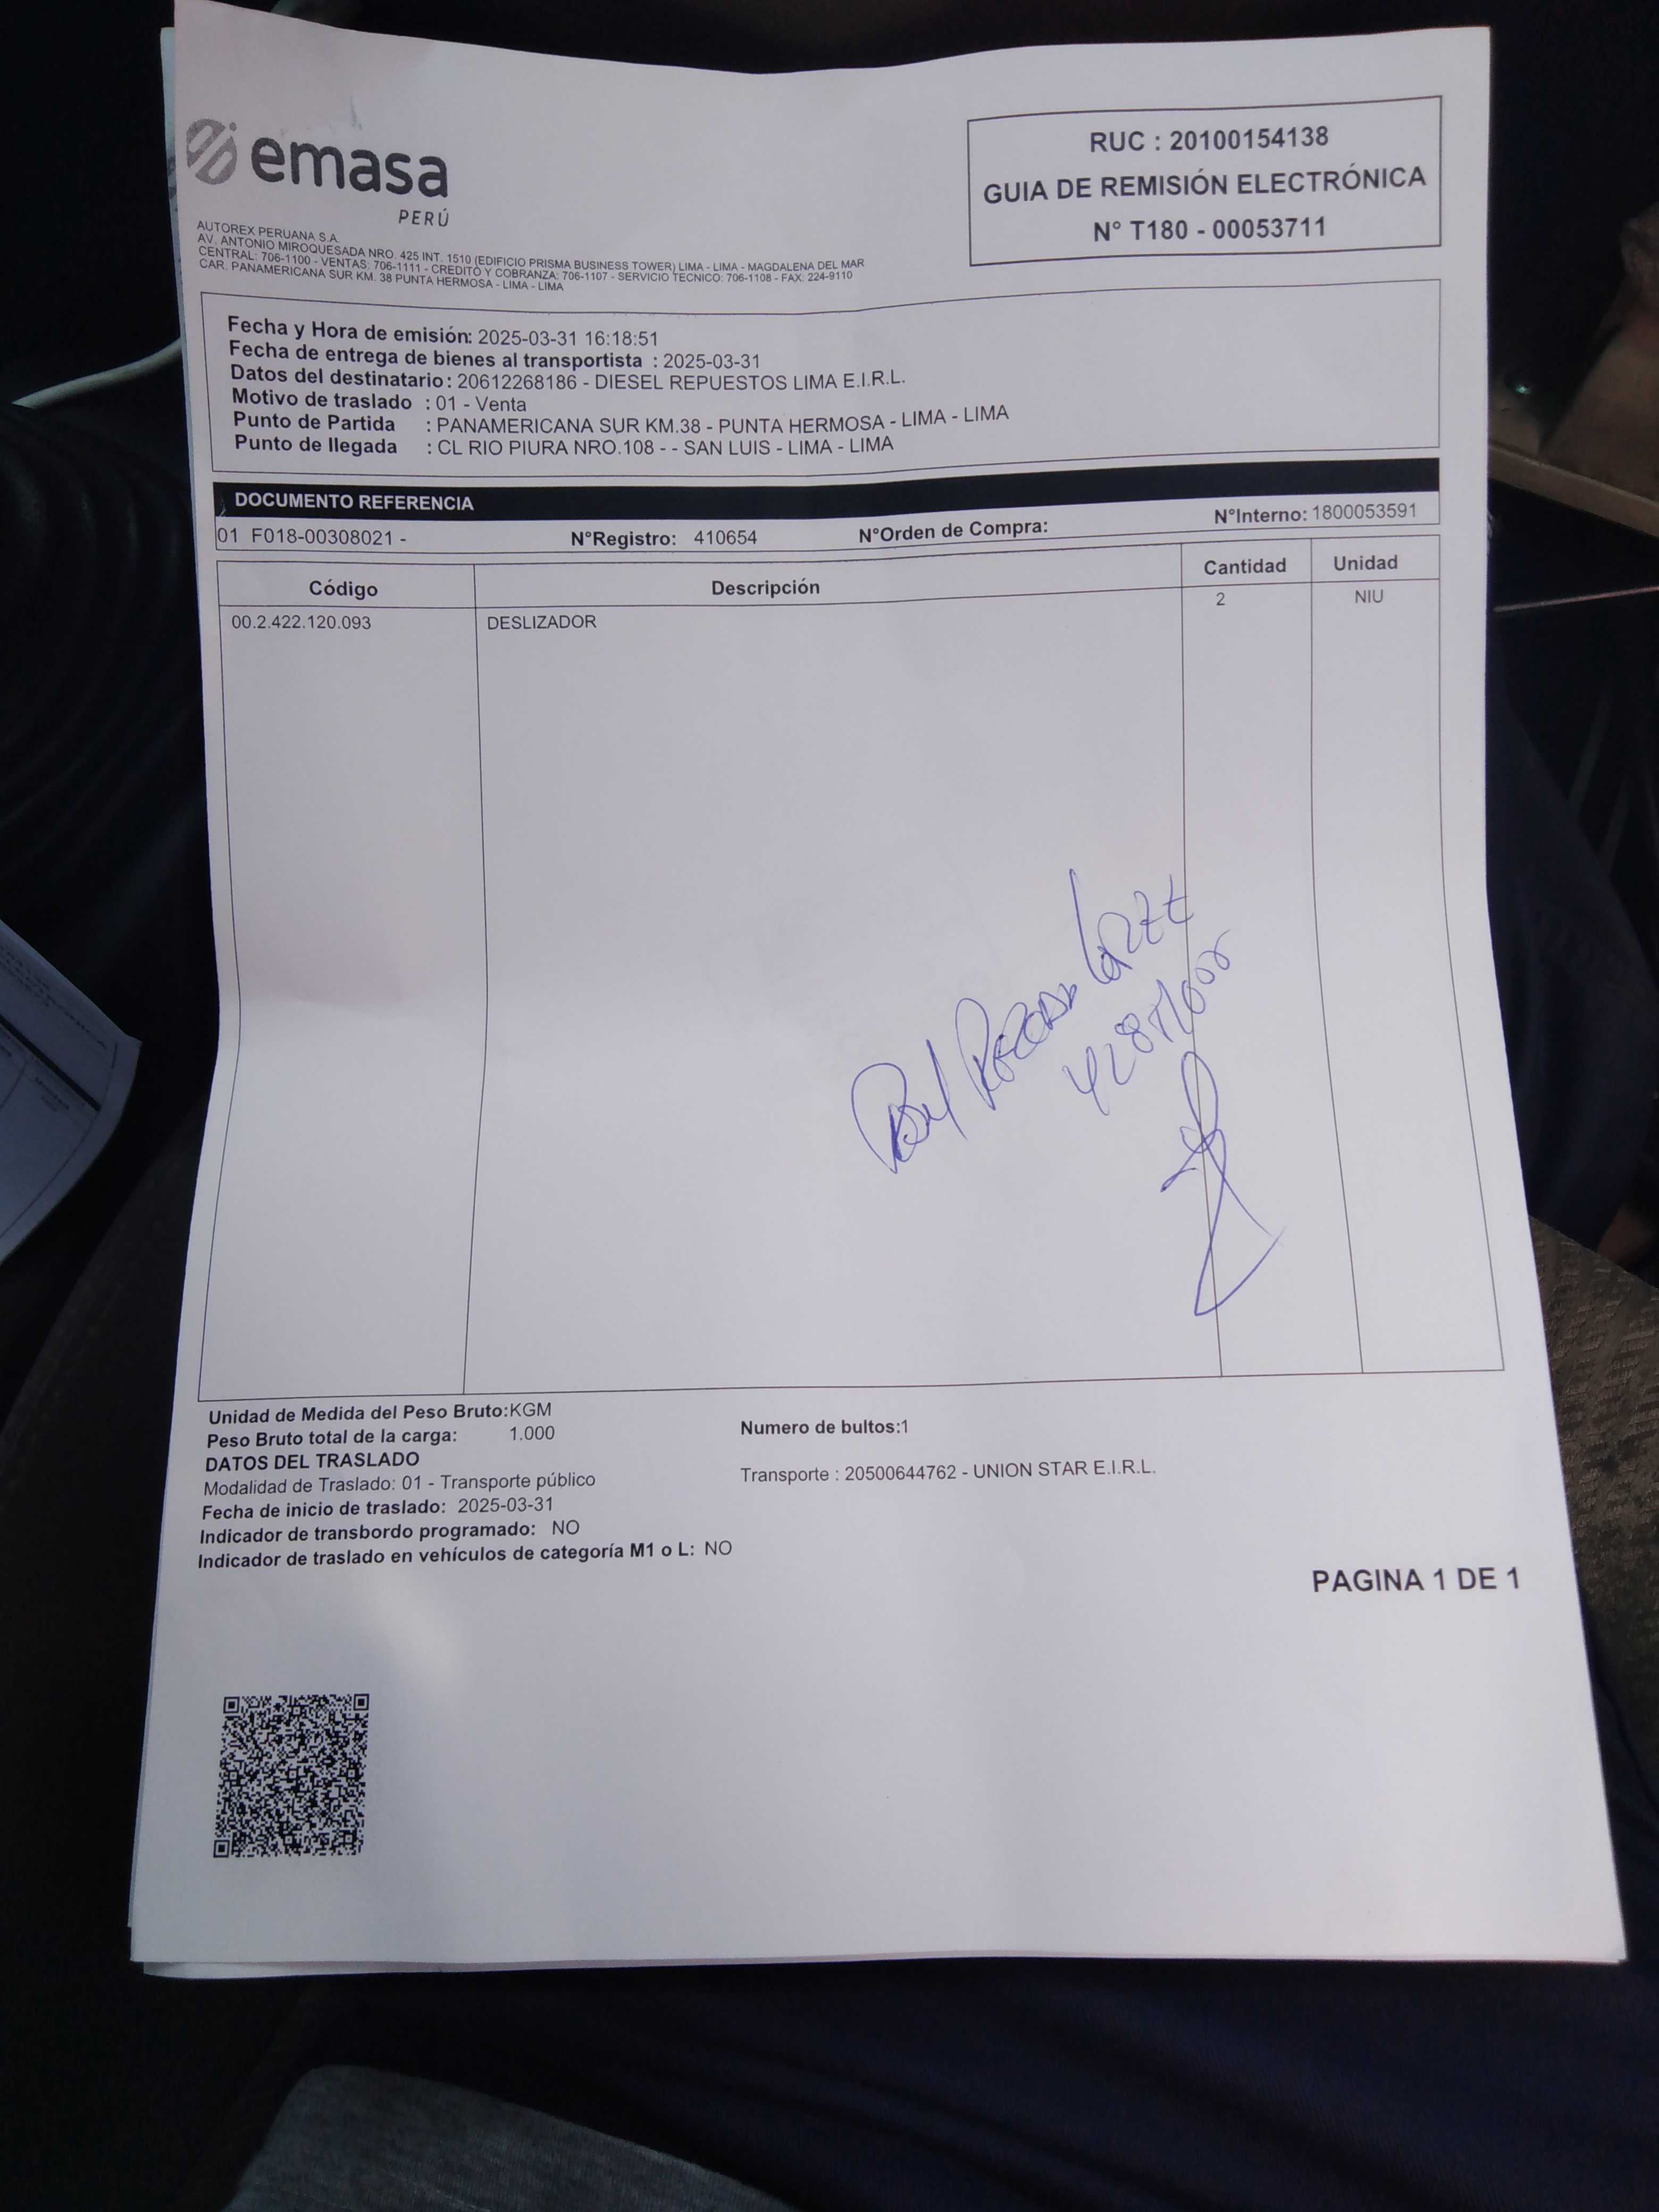 emasa
PERÚ
AUTOREX PERUANA S.A.
AV. ANTONIO MIROQUESADA NRO. 425 INT. 1510 (EDIFICIO PRISMA BUSINESS TOWER) LIMA - LIMA - MAGDALENA DEL MAR
CENTRAL: 706-1100 - VENTAS: 706-1111 - CREDITO Y COBRANZA: 706-1107 - SERVICIO TECNICO: 706-1108 - FAX: 224-9110
CAR. PANAMERICANA SUR KM. 38 PUNTA HERMOSA - LIMA - LIMA
RUC : 20100154138
GUIA DE REMISIÓN ELECTRÓNICA
N° T180 - 00053711
Fecha y Hora de emisión: 2025-03-31 16:18:51
Fecha de entrega de bienes al transportista : 2025-03-31
Datos del destinatario: 20612268186 - DIESEL REPUESTOS LIMA E.I.R.L.
Motivo de traslado : 01 - Venta
Punto de Partida : PANAMERICANA SUR KM.38 - PUNTA HERMOSA - LIMA - LIMA
Punto de llegada : CL RIO PIURA NRO.108 - - SAN LUIS - LIMA - LIMA
DOCUMENTO REFERENCIA
01 F018-00308021 - N°Registro: 410654 N°Orden de Compra: N°Interno: 1800053591
Código Descripción Cantidad Unidad
00.2.422.120.093 DESLIZADOR 2 NIU
Unidad de Medida del Peso Bruto:KGM
Peso Bruto total de la carga: 1.000 Numero de bultos:1
DATOS DEL TRASLADO
Modalidad de Traslado: 01 - Transporte público Transporte : 20500644762 - UNION STAR E.I.R.L.
Fecha de inicio de traslado: 2025-03-31
Indicador de transbordo programado: NO
Indicador de traslado en vehículos de categoría M1 o L: NO
PAGINA 1 DE 1